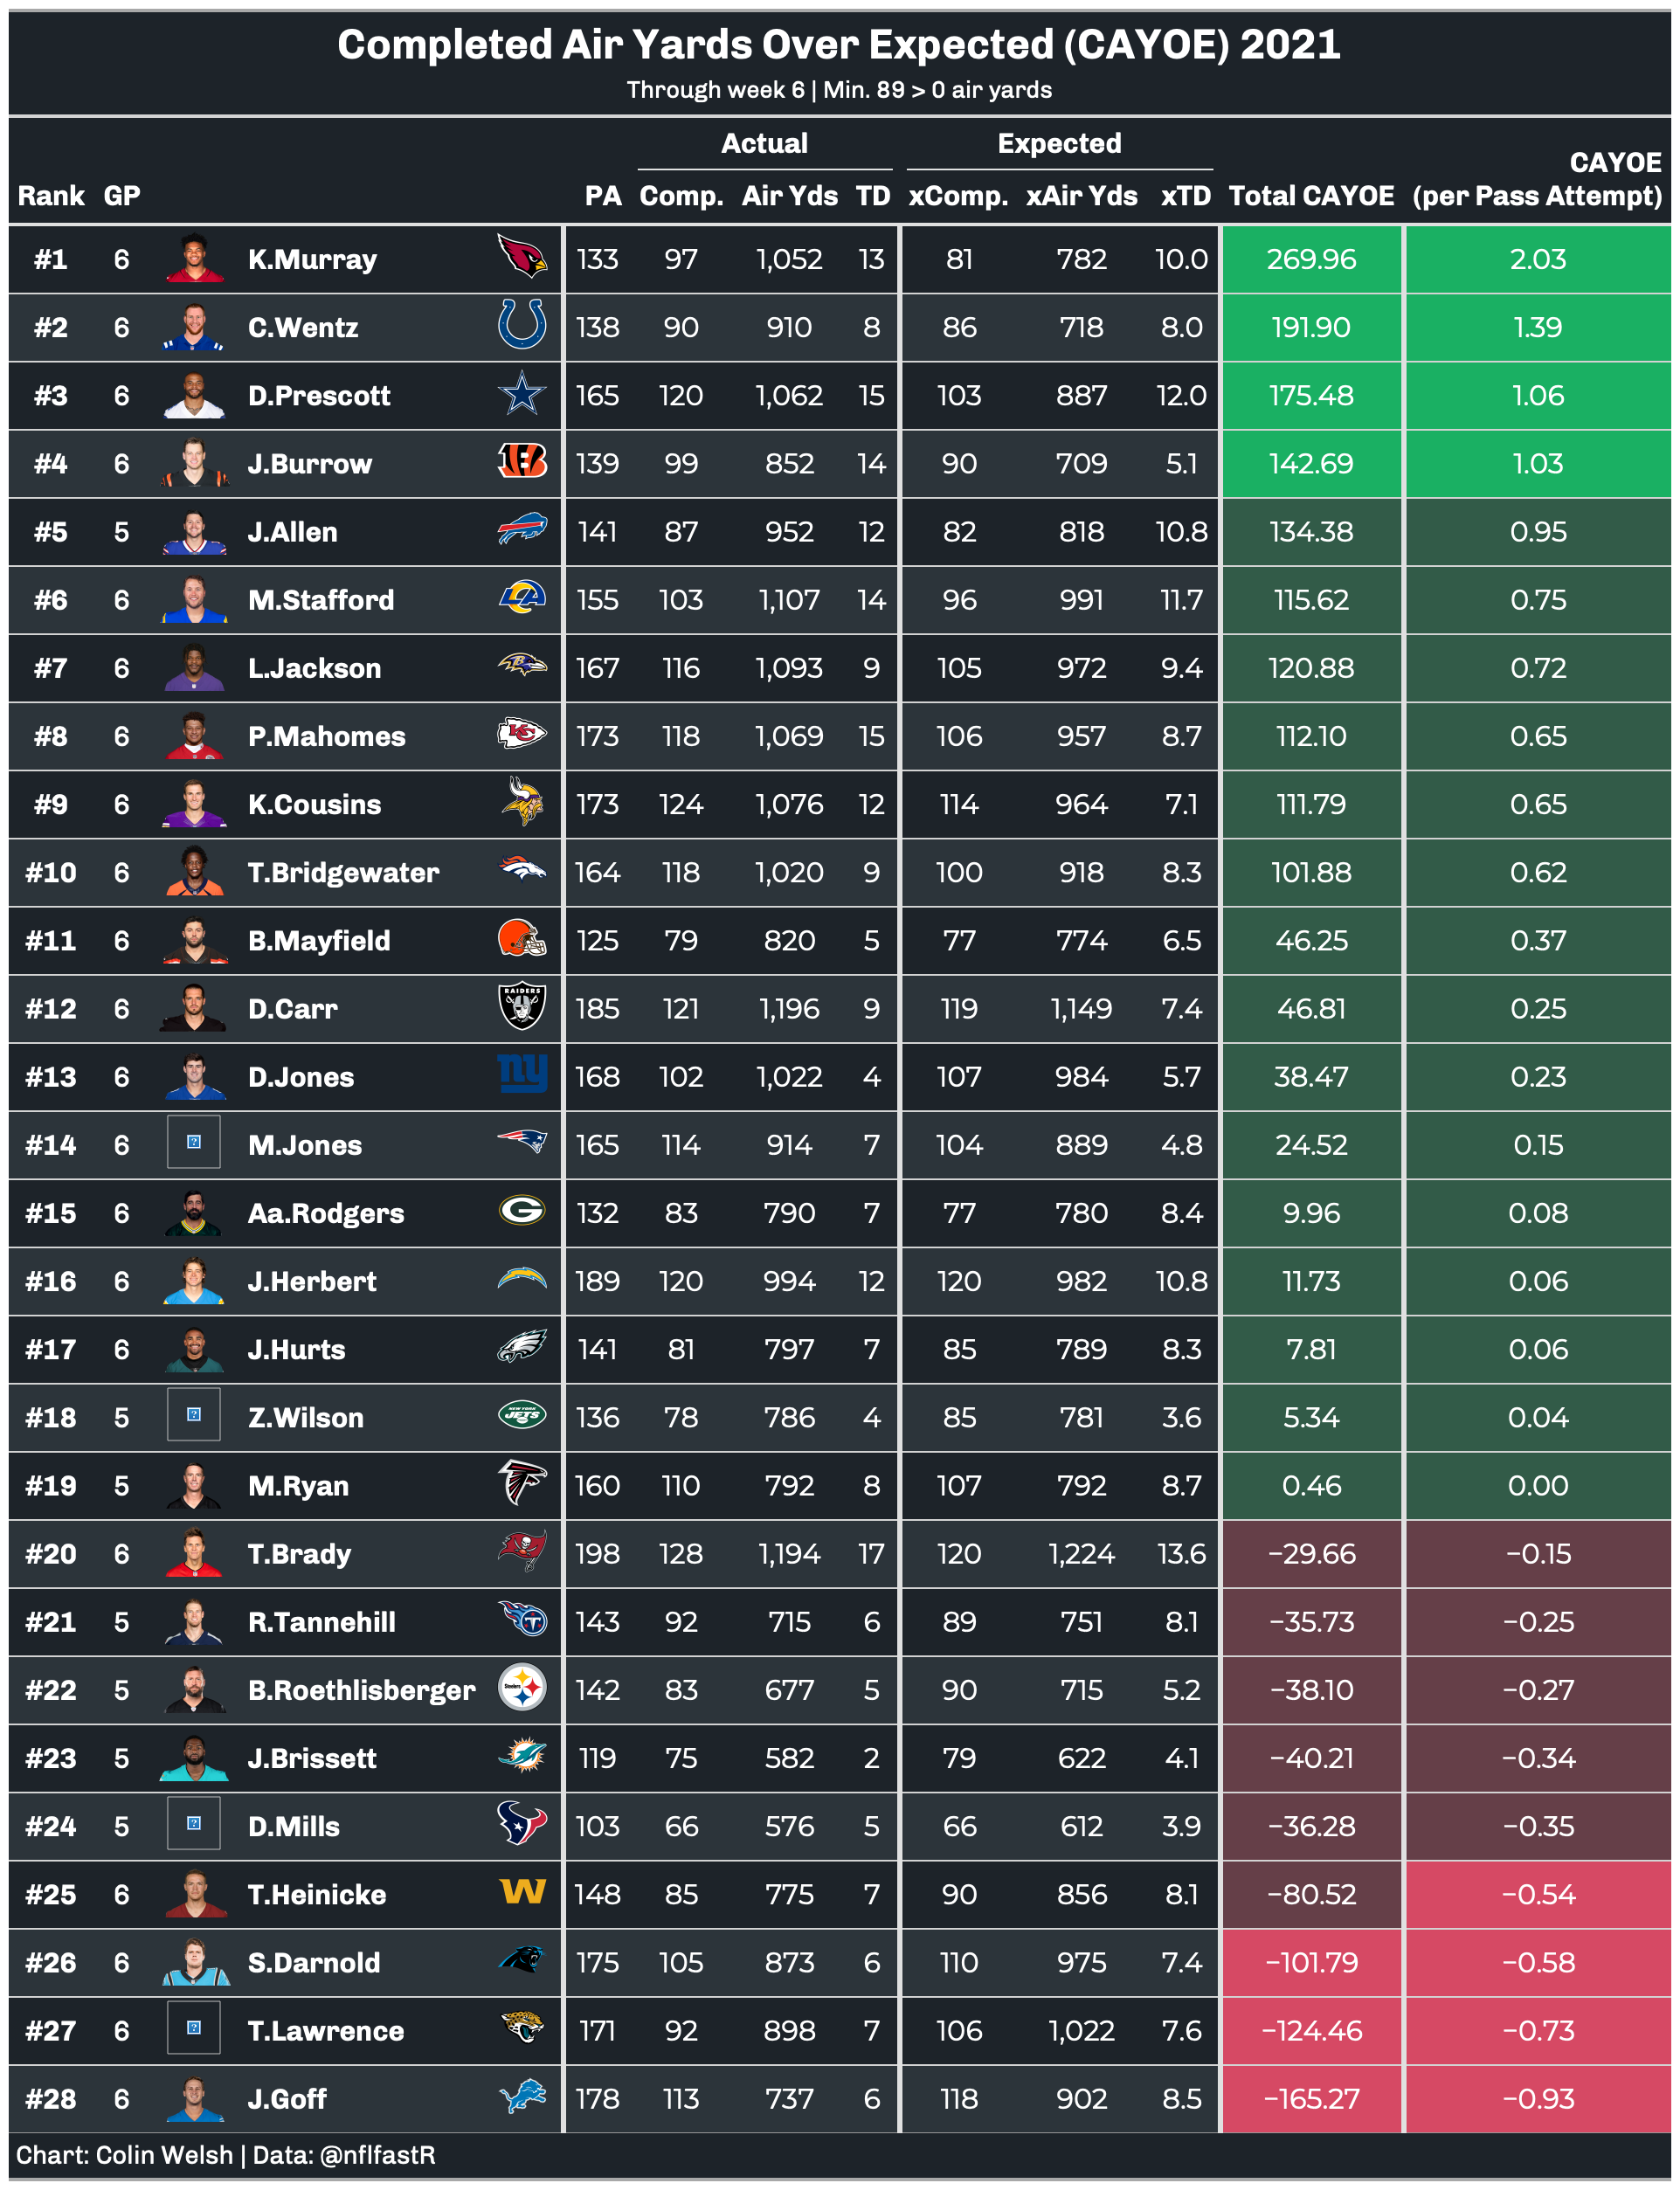 Completed Air Yards Over Expected (CAYOE) 2021
Through week 6 | Min. 89 > 0 air yards
Actual Expected CAYOE
Rank GP PA Comp. Air Yds TD xComp. xAir Yds xTD Total CAYOE (per Pass Attempt)
#1 6 K.Murray 133 97 1,052 13 81 782 10.0 269.96 2.03
#2 6 C.Wentz 138 90 910 8 86 718 8.0 191.90 1.39
#3 6 D.Prescott 165 120 1,062 15 103 887 12.0 175.48 1.06
#4 6 J.Burrow 139 99 852 14 90 709 5.1 142.69 1.03
#5 5 J.Allen 141 87 952 12 82 818 10.8 134.38 0.95
#6 6 M.Stafford 155 103 1,107 14 96 991 11.7 115.62 0.75
#7 6 L.Jackson 167 116 1,093 9 105 972 9.4 120.88 0.72
#8 6 P.Mahomes 173 118 1,069 15 106 957 8.7 112.10 0.65
#9 6 K.Cousins 173 124 1,076 12 114 964 7.1 111.79 0.65
#10 6 T.Bridgewater 164 118 1,020 9 100 918 8.3 101.88 0.62
#11 6 B.Mayfield 125 79 820 5 77 774 6.5 46.25 0.37
#12 6 D.Carr RAIDERS 185 121 1,196 9 119 1,149 7.4 46.81 0.25
#13 6 D.Jones ny 168 102 1,022 4 107 984 5.7 38.47 0.23
#14 6 M.Jones 165 114 914 7 104 889 4.8 24.52 0.15
#15 6 Aa.Rodgers G 132 83 790 7 77 780 8.4 9.96 0.08
#16 6 J.Herbert 189 120 994 12 120 982 10.8 11.73 0.06
#17 6 J.Hurts 141 81 797 7 85 789 8.3 7.81 0.06
#18 5 Z.Wilson NEW YORK JETS 136 78 786 4 85 781 3.6 5.34 0.04
#19 5 M.Ryan 160 110 792 8 107 792 8.7 0.46 0.00
#20 6 T.Brady 198 128 1,194 17 120 1,224 13.6 −29.66 −0.15
#21 5 R.Tannehill T 143 92 715 6 89 751 8.1 −35.73 −0.25
#22 5 B.Roethlisberger Steelers 142 83 677 5 90 715 5.2 −38.10 −0.27
#23 5 J.Brissett 119 75 582 2 79 622 4.1 −40.21 −0.34
#24 5 D.Mills 103 66 576 5 66 612 3.9 −36.28 −0.35
#25 6 T.Heinicke W 148 85 775 7 90 856 8.1 −80.52 −0.54
#26 6 S.Darnold 175 105 873 6 110 975 7.4 −101.79 −0.58
#27 6 T.Lawrence 171 92 898 7 106 1,022 7.6 −124.46 −0.73
#28 6 J.Goff 178 113 737 6 118 902 8.5 −165.27 −0.93
Chart: Colin Welsh | Data: @nflfastR